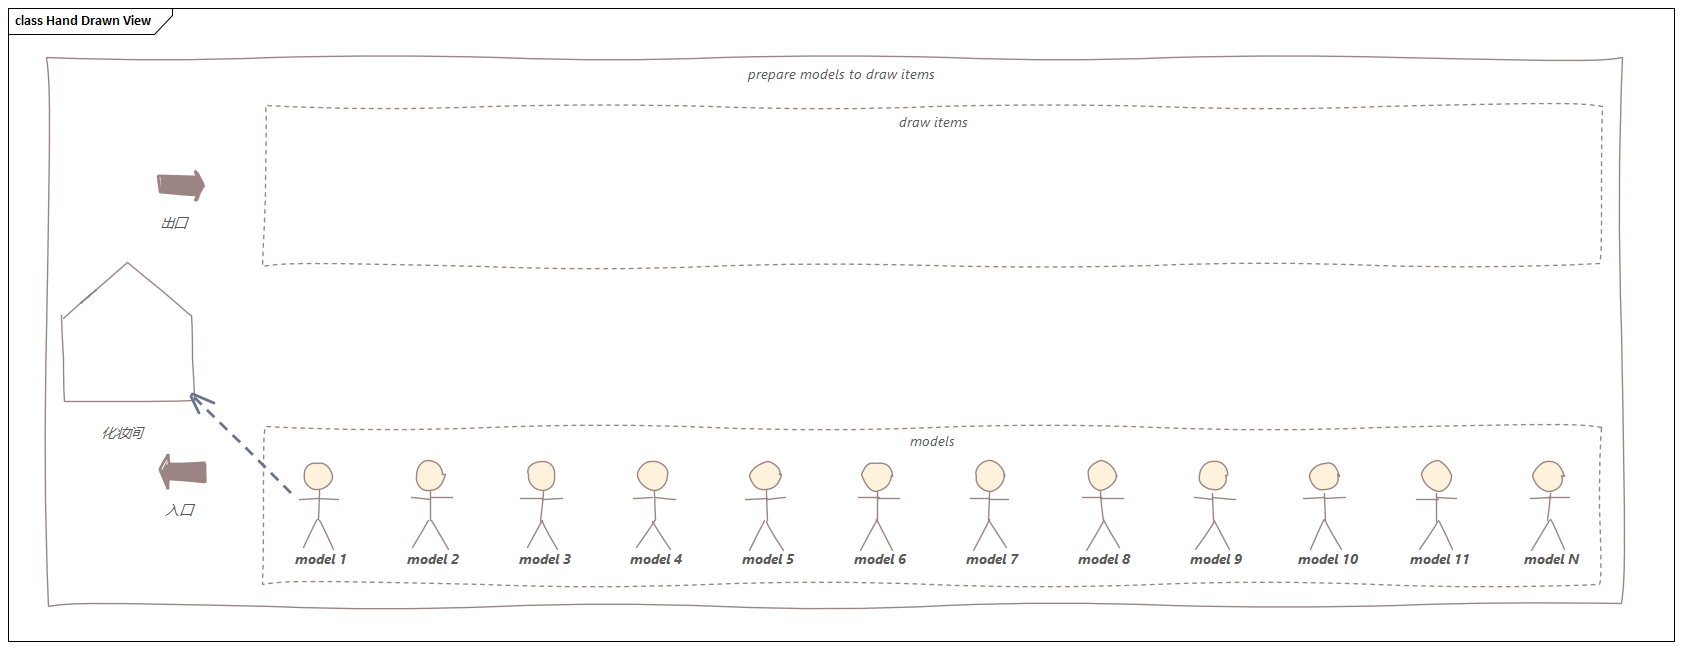 class Hand Drawn View
prepare models to draw items
draw items
出口
化妆间
models
入口
model 1
model 2
model 3
model 4
model 5
model 6
model 7
model 8
model 9
model 10
model 11
model N